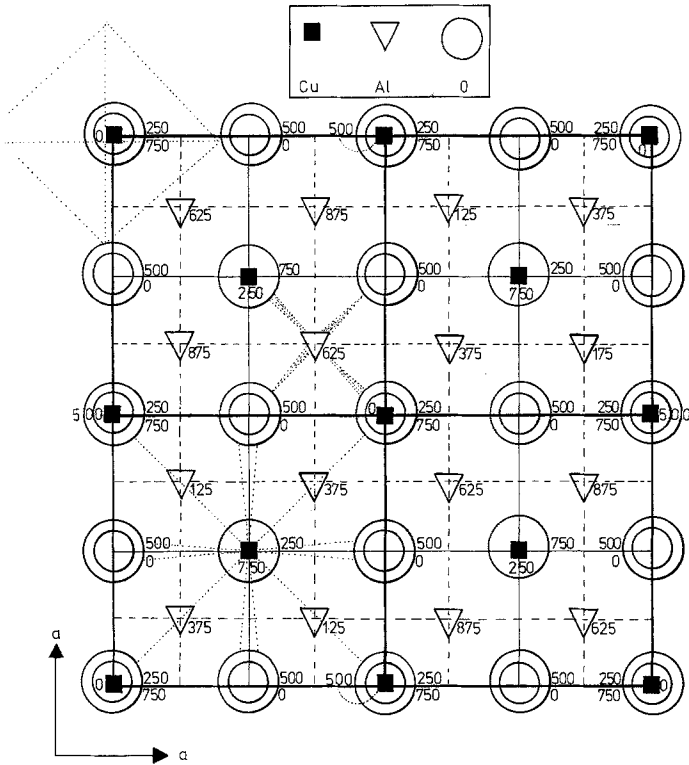 Cu Al 0
0 250 500 500 250 500 250
750 0 750 0 750 0
625 875 125 375
500 750 500 250 500
0 250 0 750 0
875 625 375 175
500 250 500 0 250 500 250 500
750 0 750 0 750
125 375 625 875
500 250 500 750 500
0 750 0 250 0
375 125 875 625
0 250 500 500 250 500 250 0
750 0 750 0 750
a
a